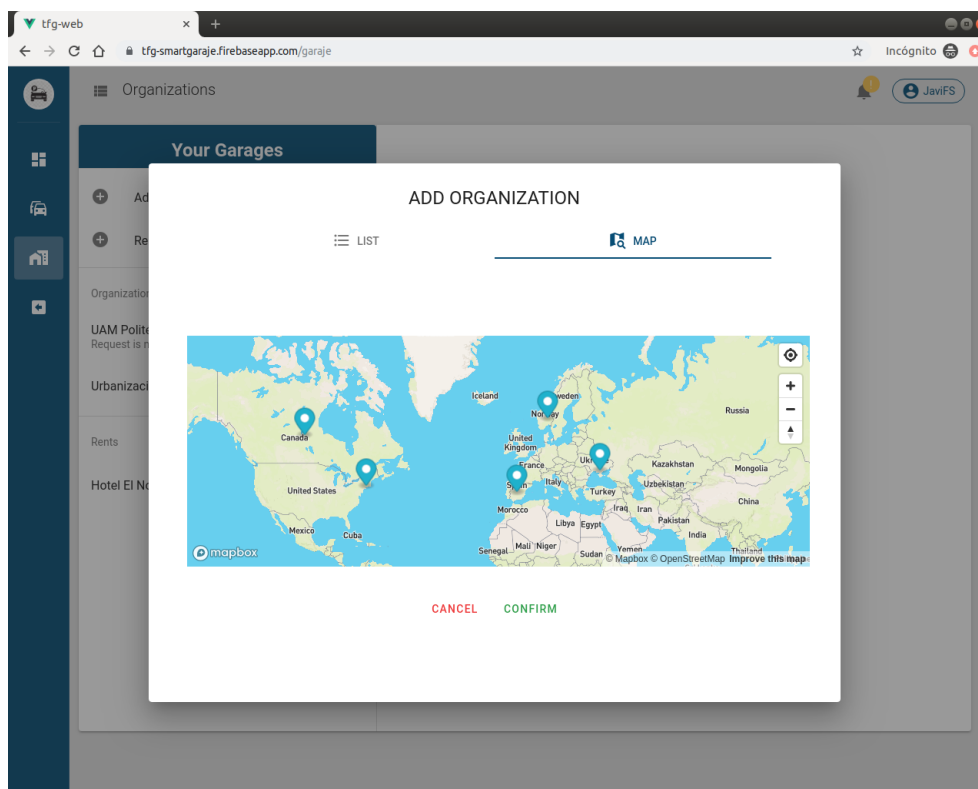 tfg-web
tfg-smartgaraje.firebaseapp.com/garaje
Incógnito
Organizations
JaviFS
Your Garages
Ad
Re
Organization
UAM Polite
Request is n
Urbanizaci
Rents
Hotel El No
ADD ORGANIZATION
LIST
MAP
Iceland
Sweden
Norway
Russia
Canada
United
Kingdom
Ukraine
France
Kazakhstan
Mongolia
United States
Spain
Italy
Uzbekistan
Turkey
China
Morocco
Iraq
Iran
Mexico
Cuba
Libya
Egypt
Pakistan
India
Senegal
Mali
Niger
Sudan
Yemen
Thailand
mapbox
© Mapbox © OpenStreetMap Improve this map
CANCEL
CONFIRM